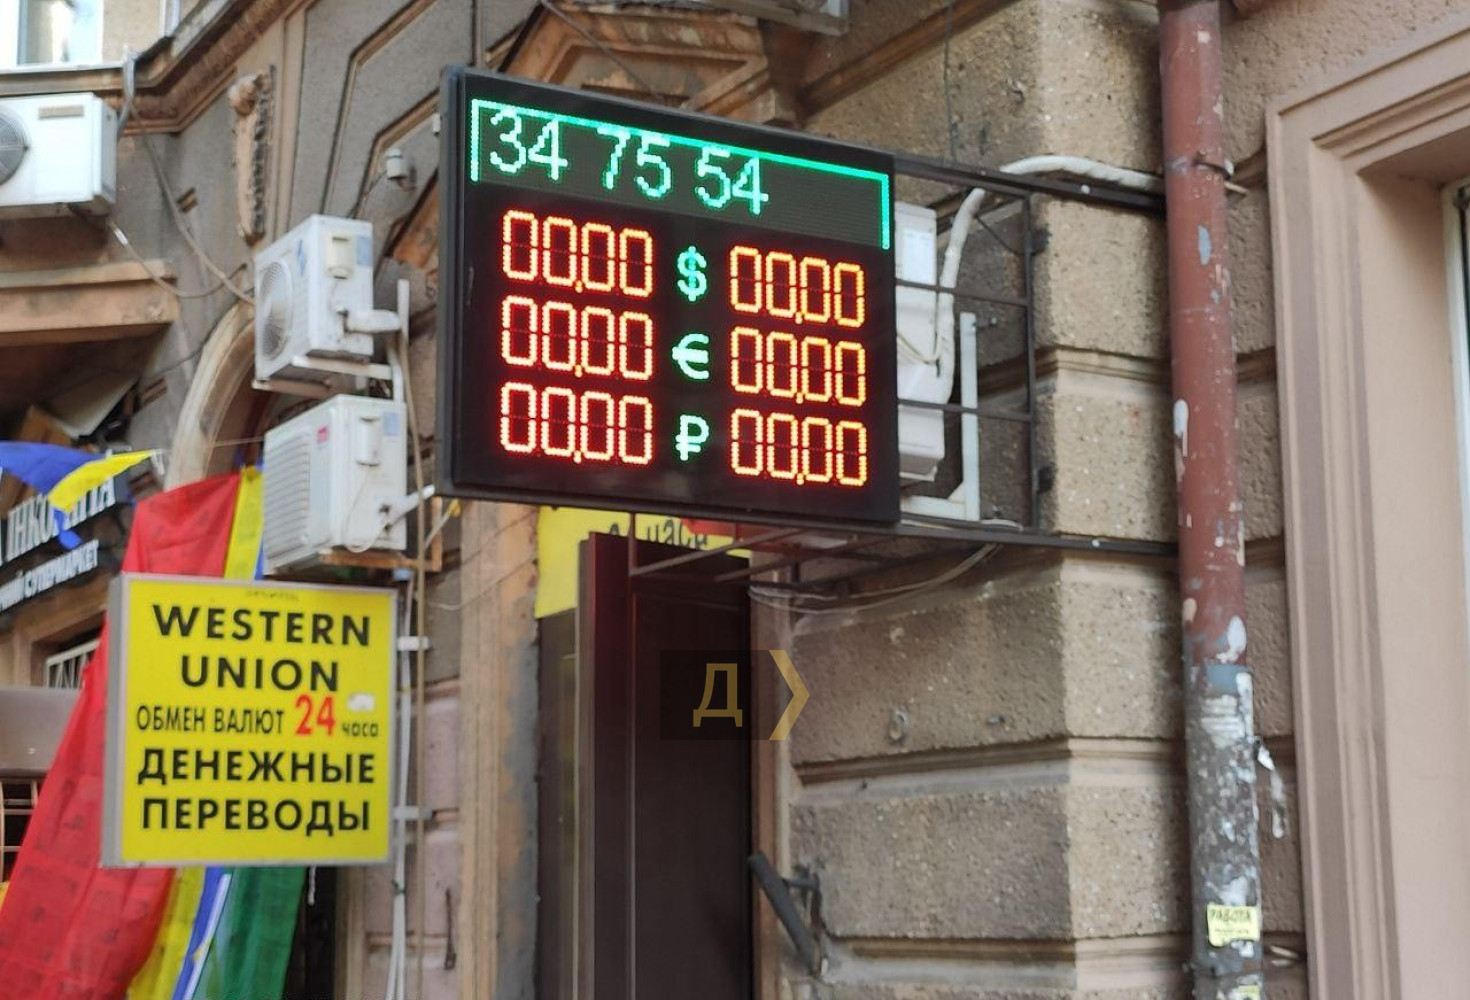 34 75 54
00.00 $ 00.00
00.00 € 00.00
00.00 ₽ 00.00
WESTERN
UNION
ОБМЕН ВАЛЮТ 24 часа
ДЕНЕЖНЫЕ
ПЕРЕВОДЫ
Д
РАБОТА